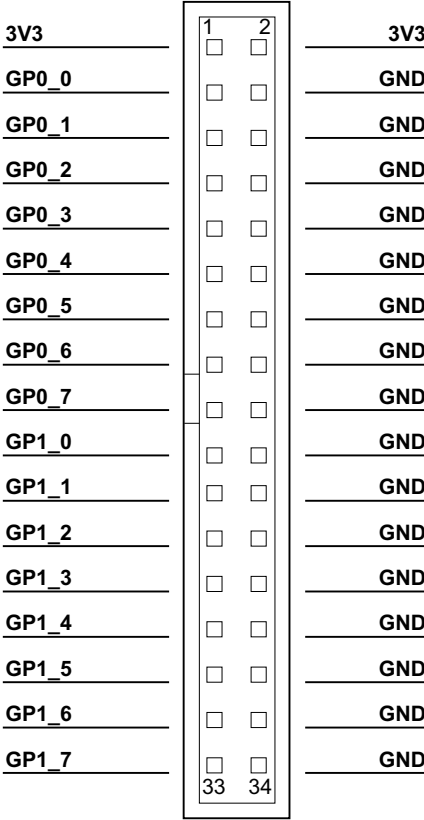 1 2
3V3 3V3
GP0_0 GND
GP0_1 GND
GP0_2 GND
GP0_3 GND
GP0_4 GND
GP0_5 GND
GP0_6 GND
GP0_7 GND
GP1_0 GND
GP1_1 GND
GP1_2 GND
GP1_3 GND
GP1_4 GND
GP1_5 GND
GP1_6 GND
GP1_7 GND
33 34